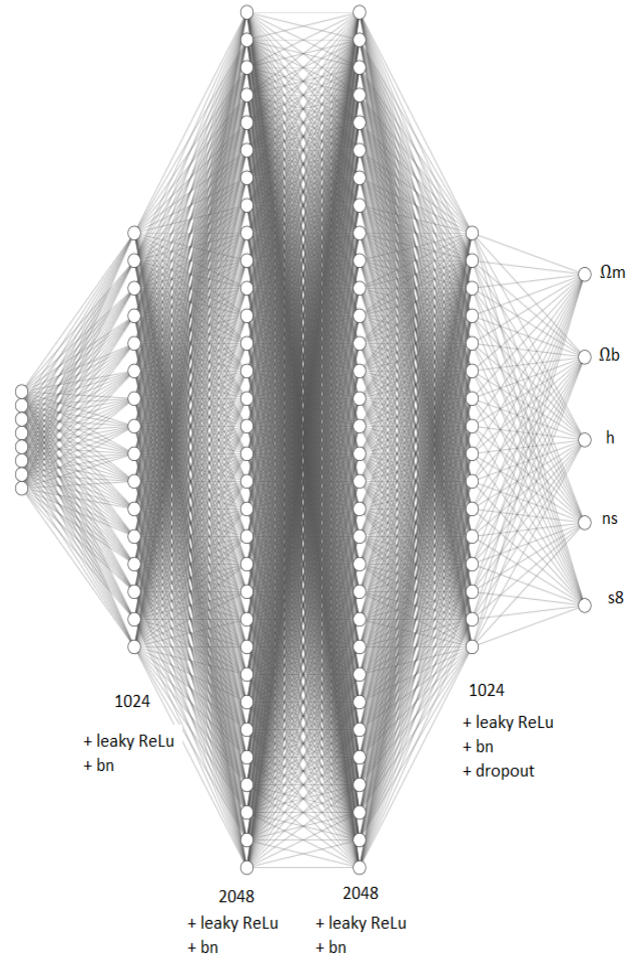 Ωm
Ωb
h
ns
s8
1024
+ leaky ReLu
+ bn
2048
+ leaky ReLu
+ bn
2048
+ leaky ReLu
+ bn
1024
+ leaky ReLu
+ bn
+ dropout